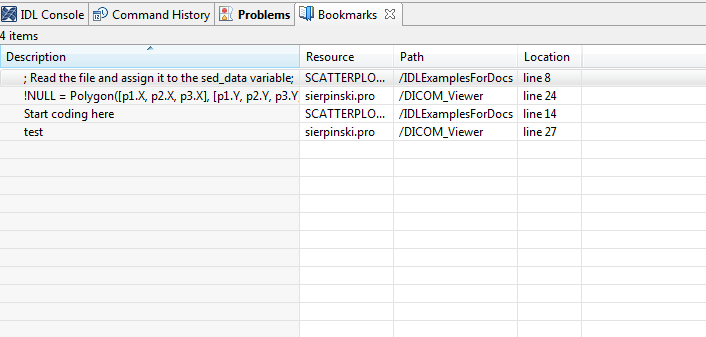 IDL Console Command History Problems Bookmarks
4 items
Description Resource Path Location
; Read the file and assign it to the sed_data variable; SCATTERPLO... /IDLExamplesForDocs line 8
!NULL = Polygon([p1.X, p2.X, p3.X], [p1.Y, p2.Y, p3.Y sierpinski.pro /DICOM_Viewer line 24
Start coding here SCATTERPLO... /IDLExamplesForDocs line 14
test sierpinski.pro /DICOM_Viewer line 27